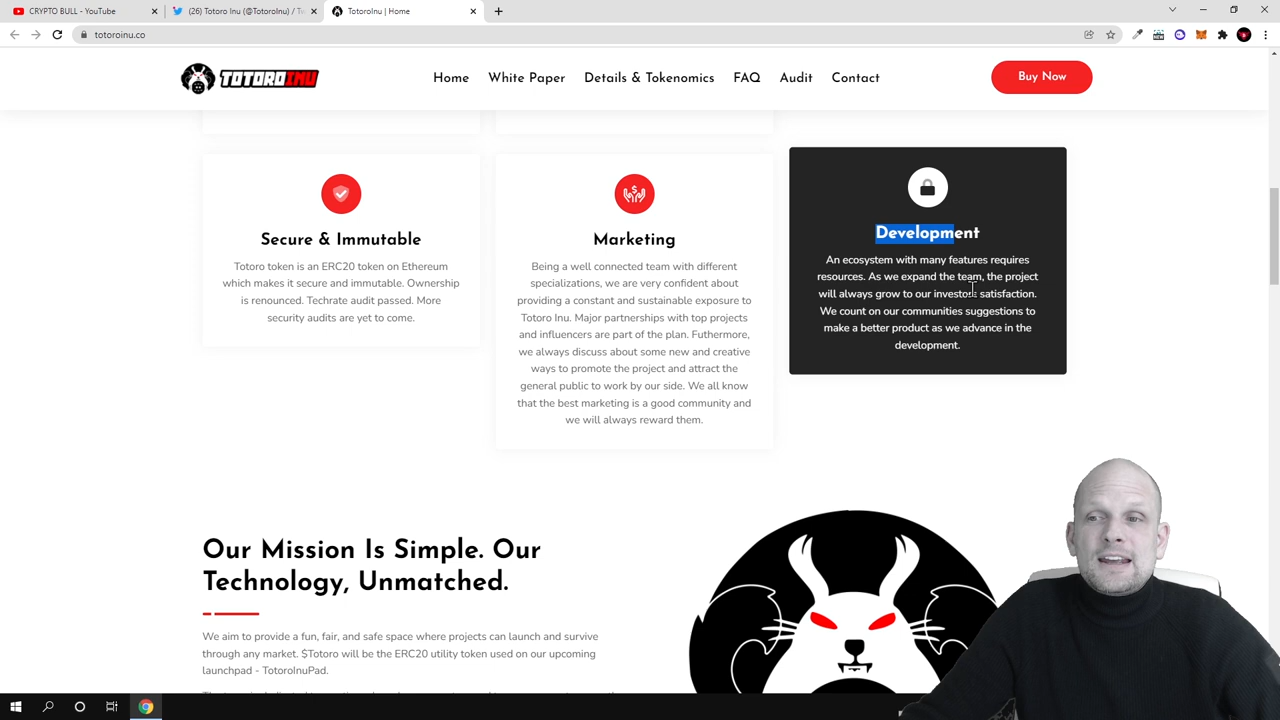 CRYPTO BULL - YouTube
(26) Totoro Inu (@TotoroInu) / Tw
TotoroInu | Home
totoroinu.co
TOTOROINU
Home
White Paper
Details & Tokenomics
FAQ
Audit
Contact
Buy Now
Secure & Immutable
Totoro token is an ERC20 token on Ethereum
which makes it secure and immutable. Ownership
is renounced. Techrate audit passed. More
security audits are yet to come.
Marketing
Being a well connected team with different
specializations, we are very confident about
providing a constant and sustainable exposure to
Totoro Inu. Major partnerships with top projects
and influencers are part of the plan. Futhermore,
we always discuss about some new and creative
ways to promote the project and attract the
general public to work by our side. We all know
that the best marketing is a good community and
we will always reward them.
Development
An ecosystem with many features requires
resources. As we expand the team, the project
will always grow to our investors satisfaction.
We count on our communities suggestions to
make a better product as we advance in the
development.
Our Mission Is Simple. Our
Technology, Unmatched.
We aim to provide a fun, fair, and safe space where projects can launch and survive
through any market. $Totoro will be the ERC20 utility token used on our upcoming
launchpad - TotoroInuPad.